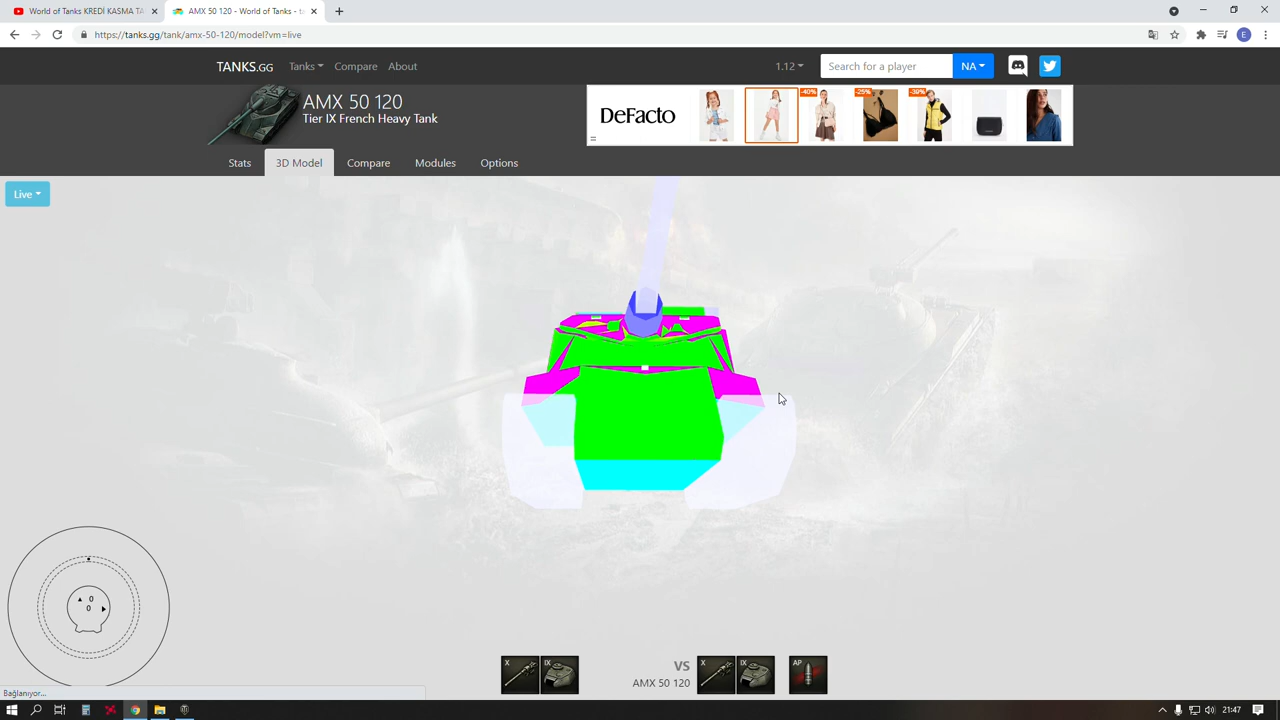 World of Tanks KREDİ KASMA TA
AMX 50 120 - World of Tanks - ta
https://tanks.gg/tank/amx-50-120/model?vm=live
E
TANKS.GG
Tanks
Compare
About
1.12
Search for a player
NA
AMX 50 120
Tier IX French Heavy Tank
DeFacto
-40%
-25%
-39%
Stats
3D Model
Compare
Modules
Options
Live
0
0
X
IX
VS
AMX 50 120
X
IX
AP
Bağlanıyor...
21:47